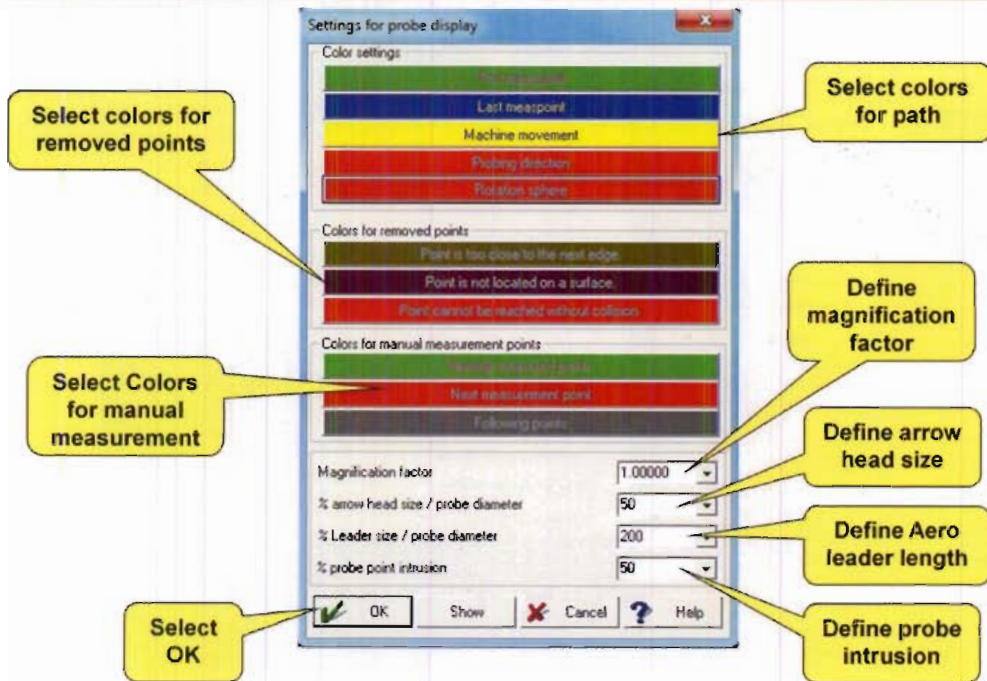 Settings for probe display
Color settings
Last measpoint
Machine movement
Probing direction
Rotation sphere
Colors for removed points
Point is too close to the next edge.
Point is not located on a surface.
Point cannot be reached without collision
Colors for manual measurement points
Next measurement point
Following points
Magnification factor
1.00000
% arrow head size / probe diameter
50
% Leader size / probe diameter
200
% probe point intrusion
50
OK
Show
Cancel
Help
Select colors for
removed points
Select Colors
for manual
measurement
Select
OK
Select colors
for path
Define
magnification
factor
Define arrow
head size
Define Aero
leader length
Define probe
intrusion